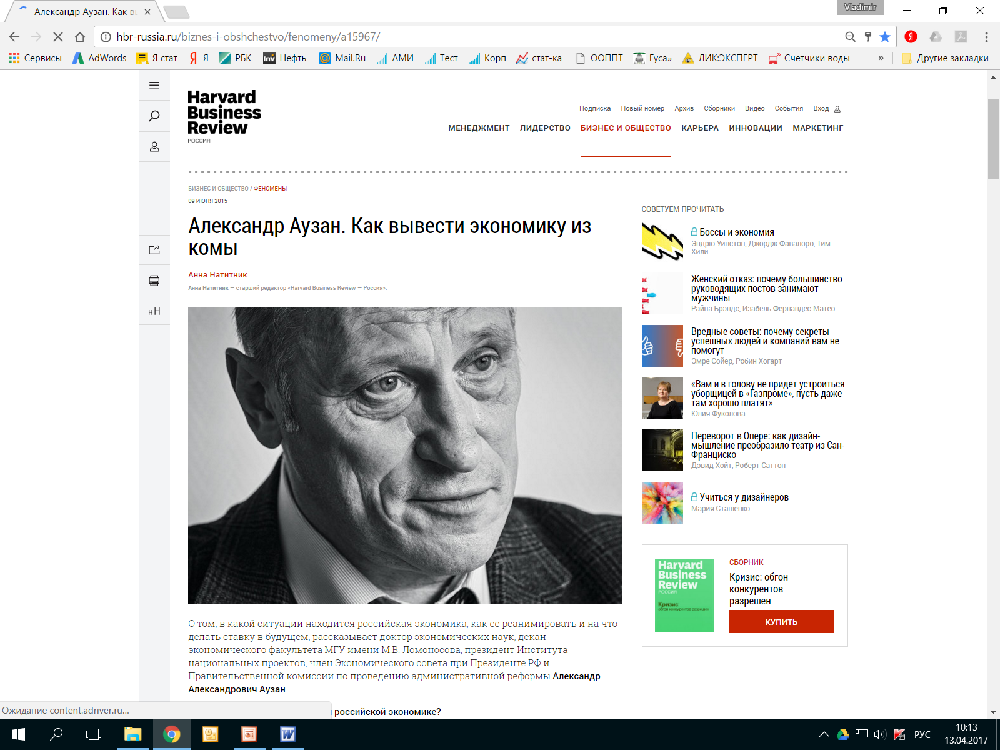 Александр Аузан. Как вы
Vladimir
hbr-russia.ru/biznes-i-obshchestvo/fenomeny/a15967/
Сервисы AdWords Я стат Я РБК Нефть Mail.Ru АМИ Тест Корп стат-ка ООППТ Гуса» ЛИК:ЭКСПЕРТ Счетчики воды » Другие закладки
Harvard
Business
Review
РОССИЯ
Подписка Новый номер Архив Сборники Видео События Вход
МЕНЕДЖМЕНТ ЛИДЕРСТВО БИЗНЕС И ОБЩЕСТВО КАРЬЕРА ИННОВАЦИИ МАРКЕТИНГ
нН
БИЗНЕС И ОБЩЕСТВО / ФЕНОМЕНЫ
09 ИЮНЯ 2015
Александр Аузан. Как вывести экономику из
комы
Анна Натитник
Анна Натитник — старший редактор «Harvard Business Review — Россия».
О том, в какой ситуации находится российская экономика, как ее реанимировать и на что
делать ставку в будущем, рассказывает доктор экономических наук, декан
экономического факультета МГУ имени М.В. Ломоносова, президент Института
национальных проектов, член Экономического совета при Президенте РФ и
Правительственной комиссии по проведению административной реформы Александр
Александрович Аузан.
российской экономике?
СОВЕТУЕМ ПРОЧИТАТЬ
Боссы и экономия
Эндрю Уинстон, Джордж Фавалоро, Тим
Хили
Женский отказ: почему большинство
руководящих постов занимают
мужчины
Райна Брэндс, Изабель Фернандес-Матео
Вредные советы: почему секреты
успешных людей и компаний вам не
помогут
Эмре Сойер, Робин Хогарт
«Вам и в голову не придет устроиться
уборщицей в «Газпроме», пусть даже
там хорошо платят»
Юлия Фуколова
Переворот в Опере: как дизайн-
мышление преобразило театр из Сан-
Франциско
Дэвид Хойт, Роберт Саттон
Учиться у дизайнеров
Мария Сташенко
Harvard
Business
Review
РОССИЯ
Кризис:
обгон конкурентов разрешен
СБОРНИК
Кризис: обгон
конкурентов
разрешен
КУПИТЬ
Ожидание content.adriver.ru...
РУС
10:13
13.04.2017